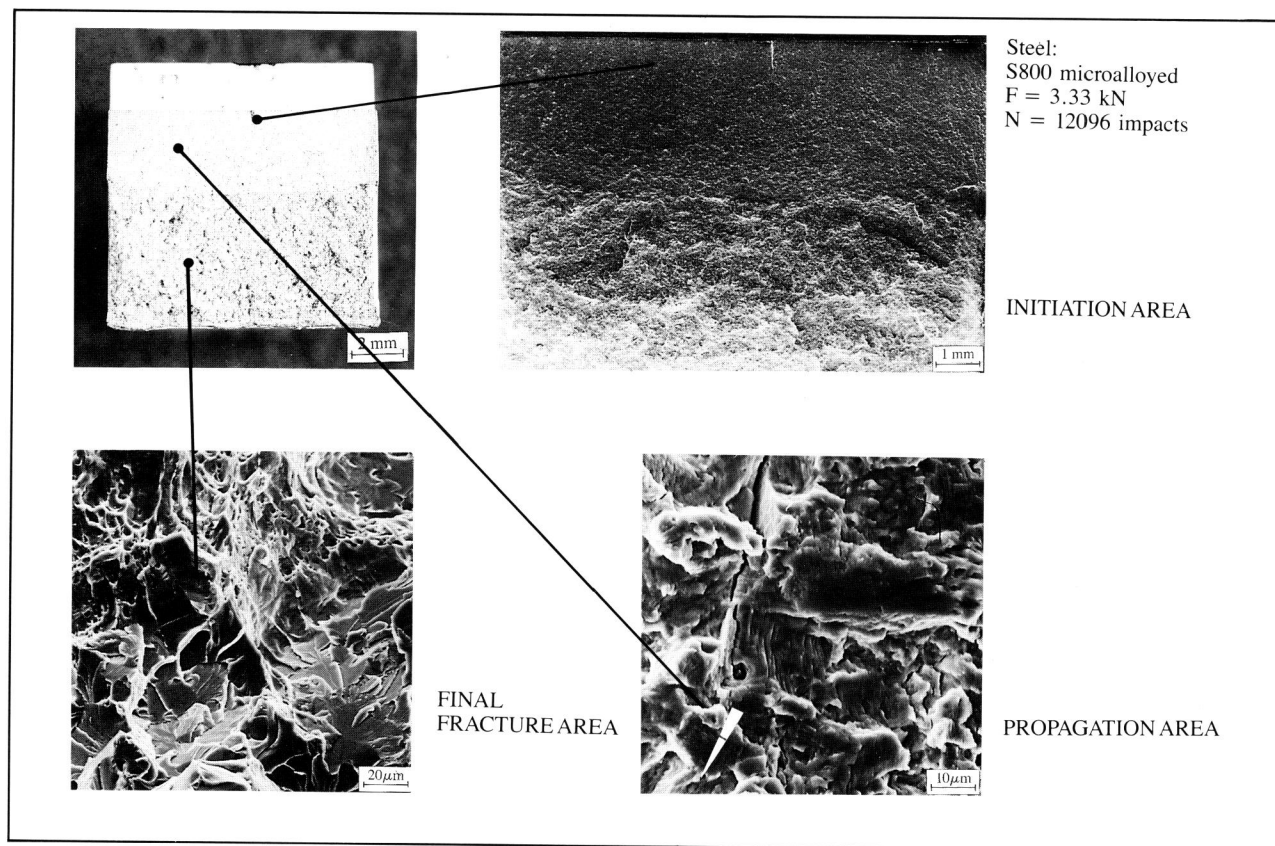 Steel:
S800 microalloyed
F = 3.33 kN
N = 12096 impacts
2 mm
1 mm
INITIATION AREA
FINAL
FRACTURE AREA
20μm
10μm
PROPAGATION AREA